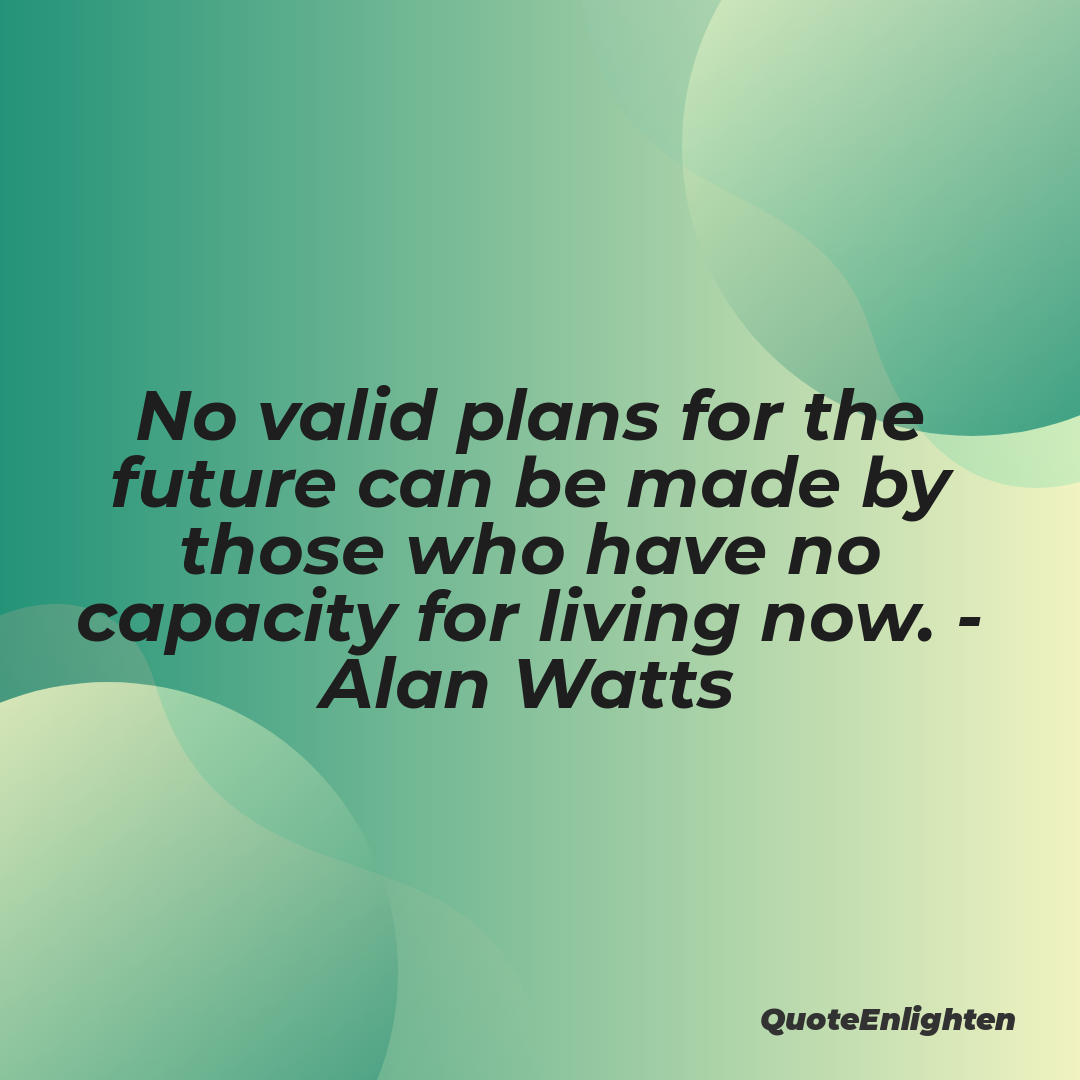 No valid plans for the
future can be made by
those who have no
capacity for living now. -
Alan Watts
QuoteEnlighten